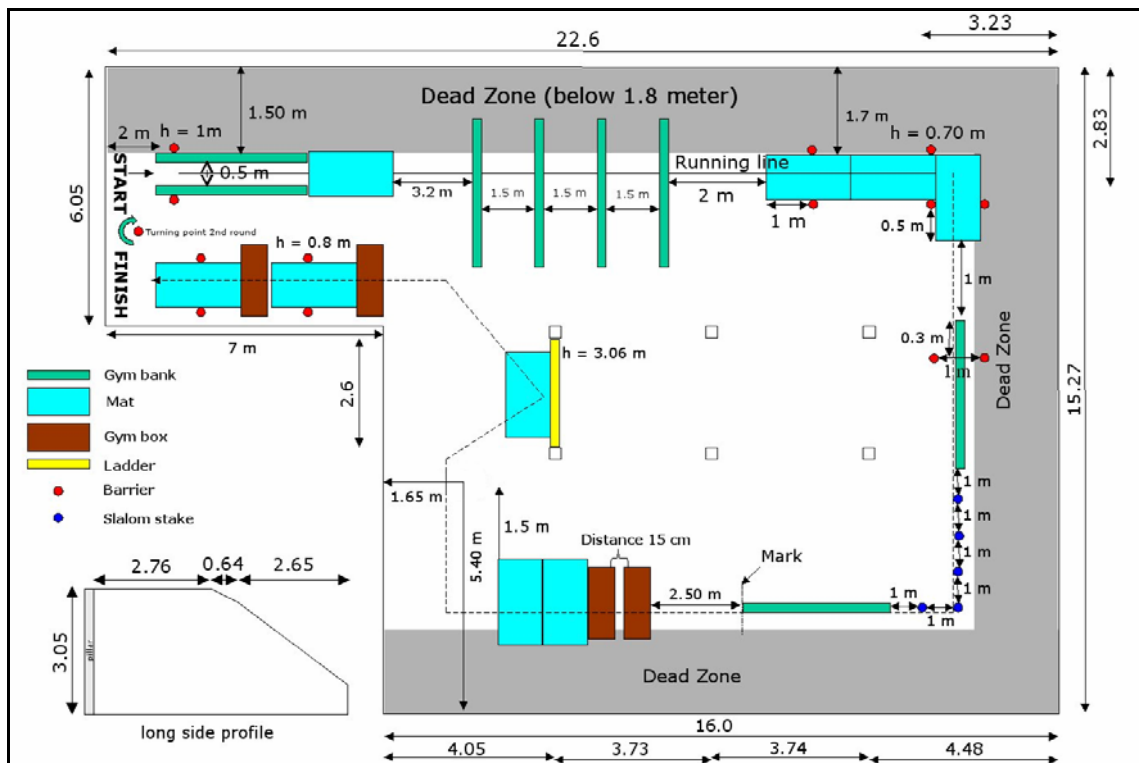 3.23
22.6
Dead Zone (below 1.8 meter)
1.50 m
1.7 m
h = 0.70 m
2.83
2 m
h = 1m
START
0.5 m
Running line
3.2 m
1.5 m
1.5 m
1.5 m
2 m
1 m
0.5 m
6.05
Turning point 2nd round
h = 0.8 m
FINISH
1 m
7 m
h = 3.06 m
0.3 m
1 m
Dead Zone
15.27
2.6
Gym bank
Mat
Gym box
Ladder
Barrier
Slalom stake
1.65 m
5.40 m
1.5 m
Distance 15 cm
Mark
2.50 m
1 m
1 m
1 m
1 m
1 m
1 m
2.76
0.64
2.65
3.05
pillar
long side profile
Dead Zone
16.0
4.05
3.73
3.74
4.48